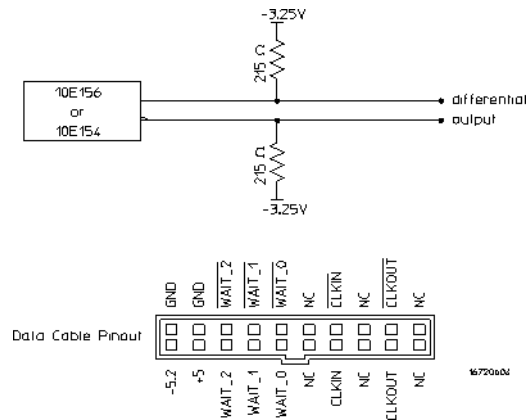 -3.25V
215 Ω
10E156
or
10E154
differential
output
215 Ω
-3.25V
GND GND WAIT_2 WAIT_1 WAIT_0 NC CLKIN NC CLKOUT NC
Data Cable Pinout
-5.2 +5 WAIT_2 WAIT_1 WAIT_0 NC CLKIN NC CLKOUT NC